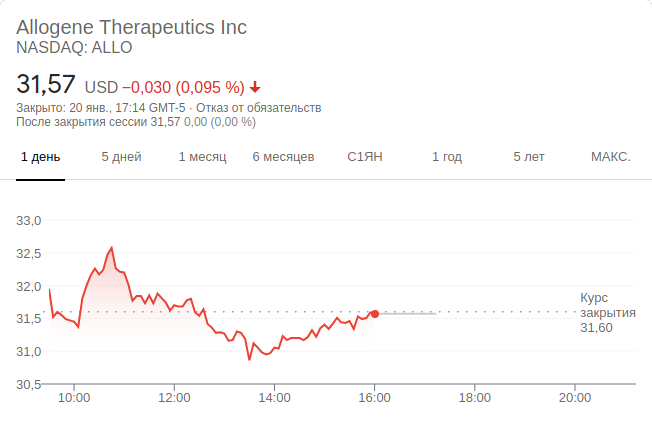 Allogene Therapeutics Inc
NASDAQ: ALLO
31,57 USD −0,030 (0,095 %)
Закрыто: 20 янв., 17:14 GMT-5 · Отказ от обязательств
После закрытия сессии 31,57 0,00 (0,00 %)
1 день 5 дней 1 месяц 6 месяцев С1ЯН 1 год 5 лет МАКС.
33,0
32,5
32,0
31,5
31,0
30,5
Курс
закрытия
31,60
10:00 12:00 14:00 16:00 18:00 20:00